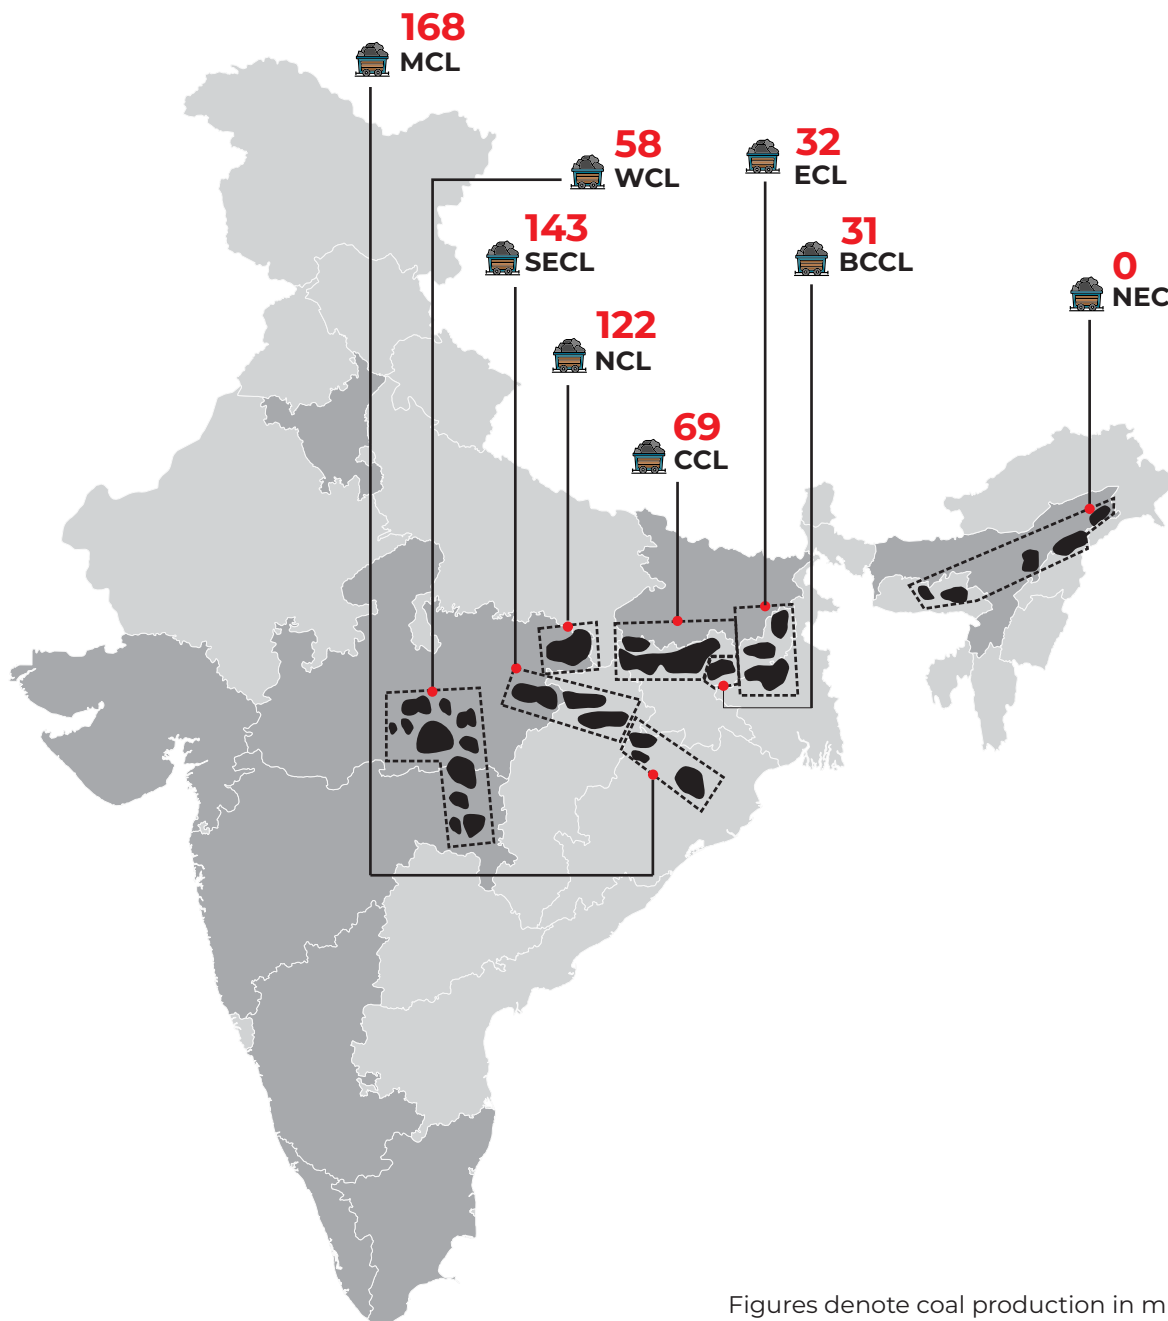 168
MCL
58
WCL
32
ECL
143
SECL
31
BCCL
0
NEC
122
NCL
69
CCL
Figures denote coal production in m